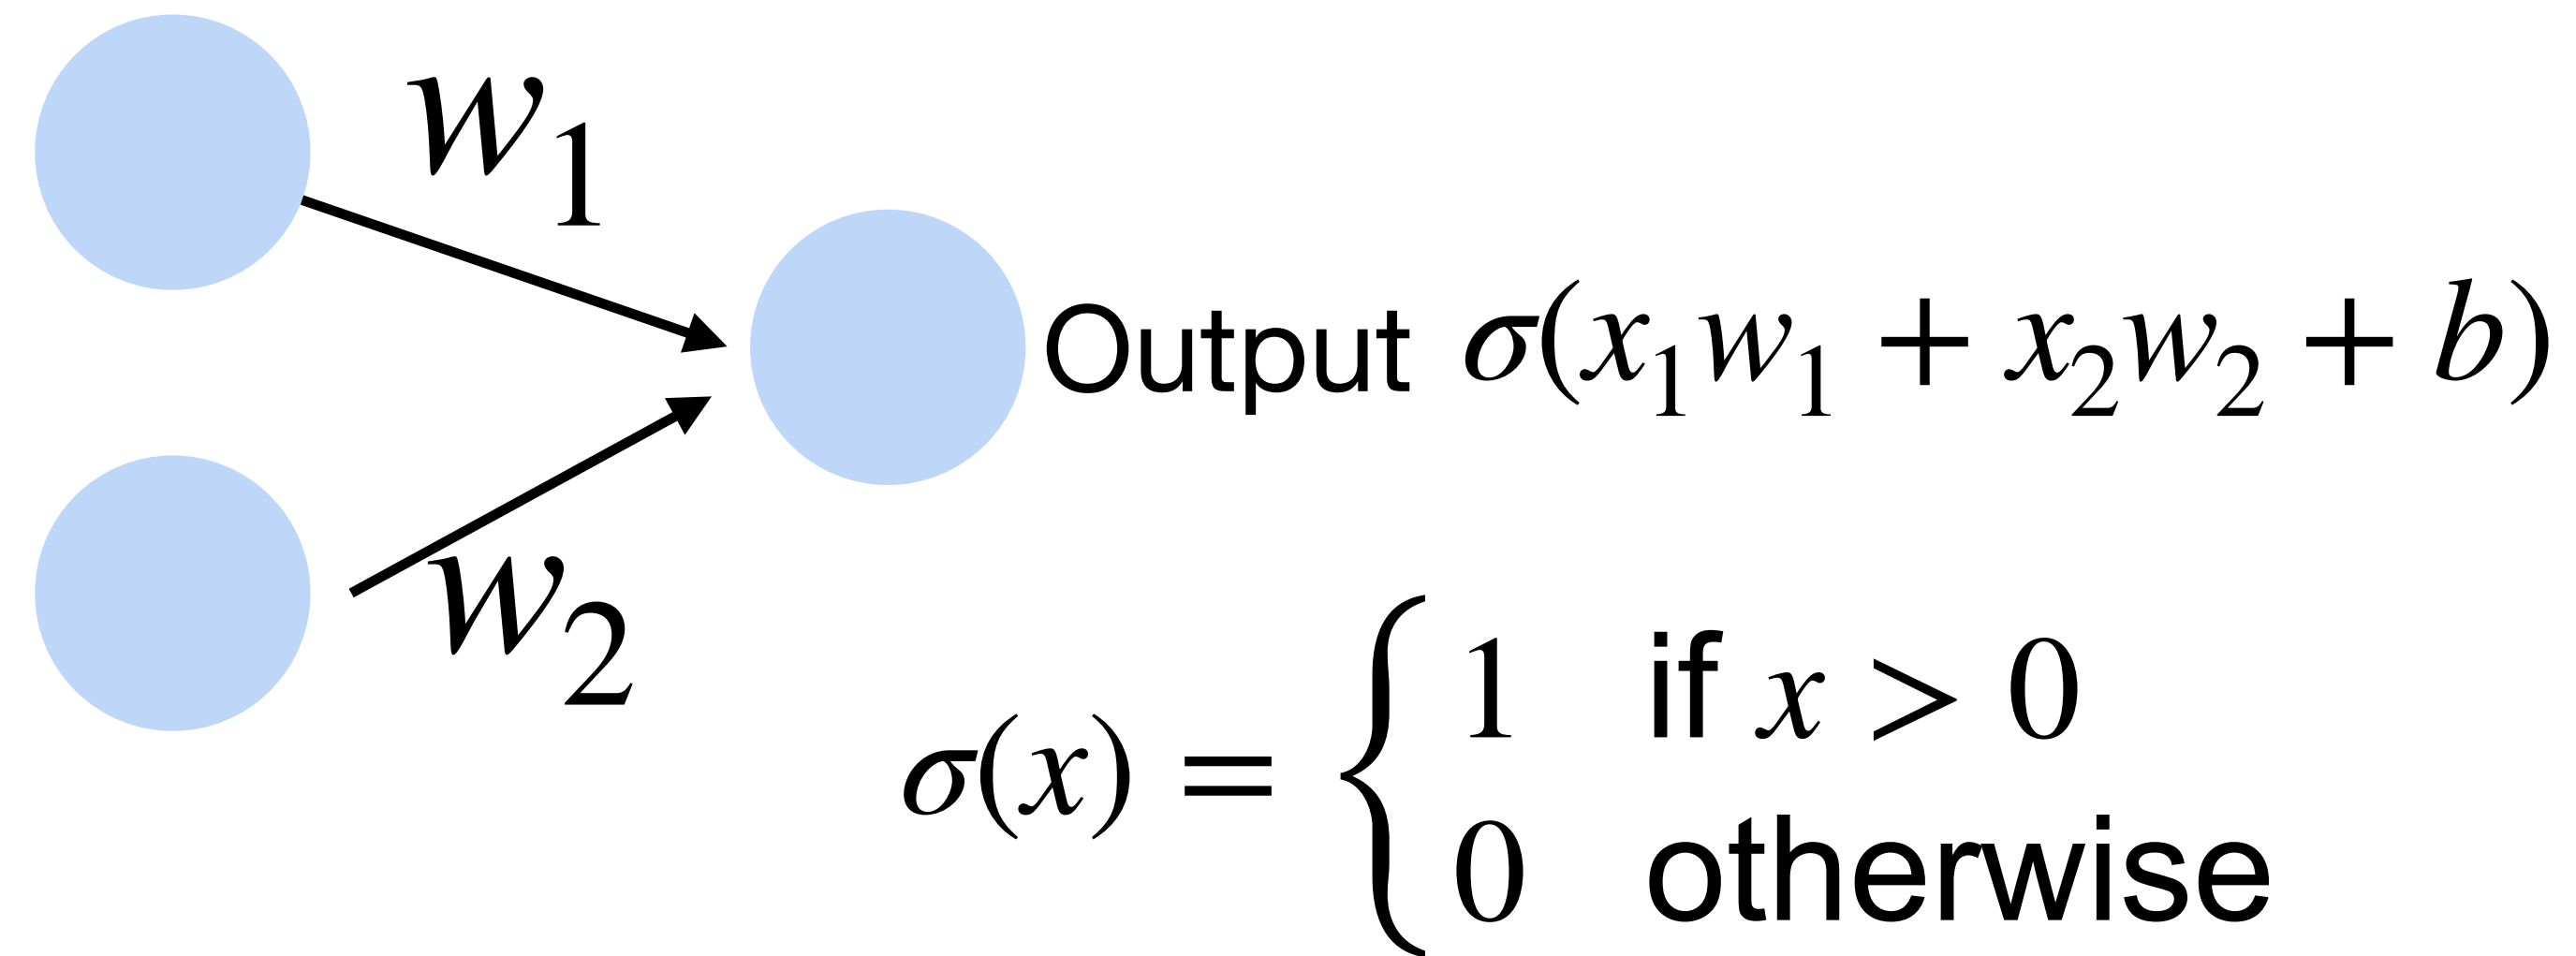 w₁
Output σ(x₁w₁ + x₂w₂ + b)
w₂
σ(x) = { 1 if x > 0
0 otherwise